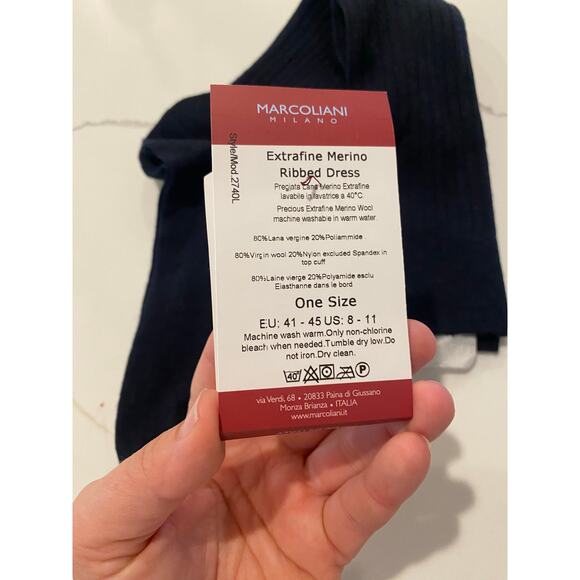 MARCOLIANI
MILANO
Style/Mod.2740L
Extrafine Merino
Ribbed Dress
Pregiata Lana Merino Extrafine
lavabile in lavatrice a 40°C.
Precious Extrafine Merino Wool
machine washable in warm water.
80%Lana vergine 20%Poliammide
80%Virgin wool 20%Nylon excluded Spandex in
top cuff
80%Laine vierge 20%Polyamide esclu
Elasthanne dans le bord
One Size
EU: 41 - 45 US: 8 - 11
Machine wash warm.Only non-chlorine
bleach when needed.Tumble dry low.Do
not iron.Dry clean.
40° P
via Verdi, 68 • 20833 Paina di Giussano
Monza Brianza • ITALIA
www.marcoliani.it